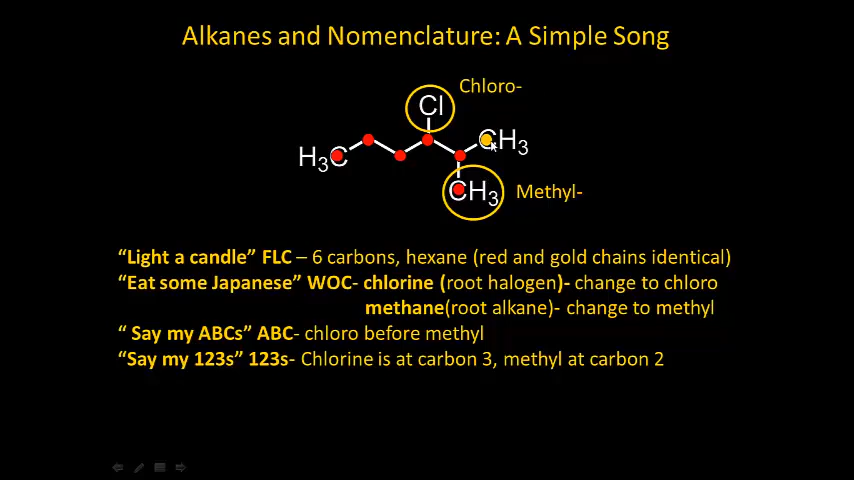 Alkanes and Nomenclature: A Simple Song
Chloro-
Cl
CH3
H3C
CH3
Methyl-
“Light a candle” FLC – 6 carbons, hexane (red and gold chains identical)
“Eat some Japanese” WOC- chlorine (root halogen)- change to chloro
methane(root alkane)- change to methyl
“ Say my ABCs” ABC- chloro before methyl
“Say my 123s” 123s- Chlorine is at carbon 3, methyl at carbon 2